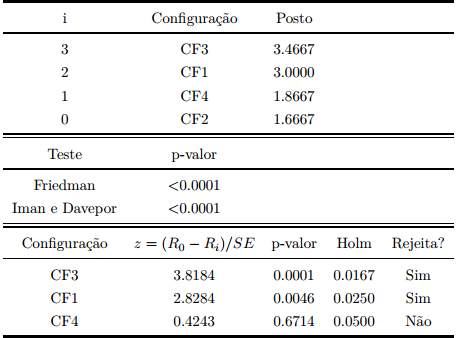 i Configuração Posto
3 CF3 3.4667
2 CF1 3.0000
1 CF4 1.8667
0 CF2 1.6667
Teste p-valor
Friedman <0.0001
Iman e Davepor <0.0001
Configuração z = (R₀ − Rᵢ)/SE p-valor Holm Rejeita?
CF3 3.8184 0.0001 0.0167 Sim
CF1 2.8284 0.0046 0.0250 Sim
CF4 0.4243 0.6714 0.0500 Não